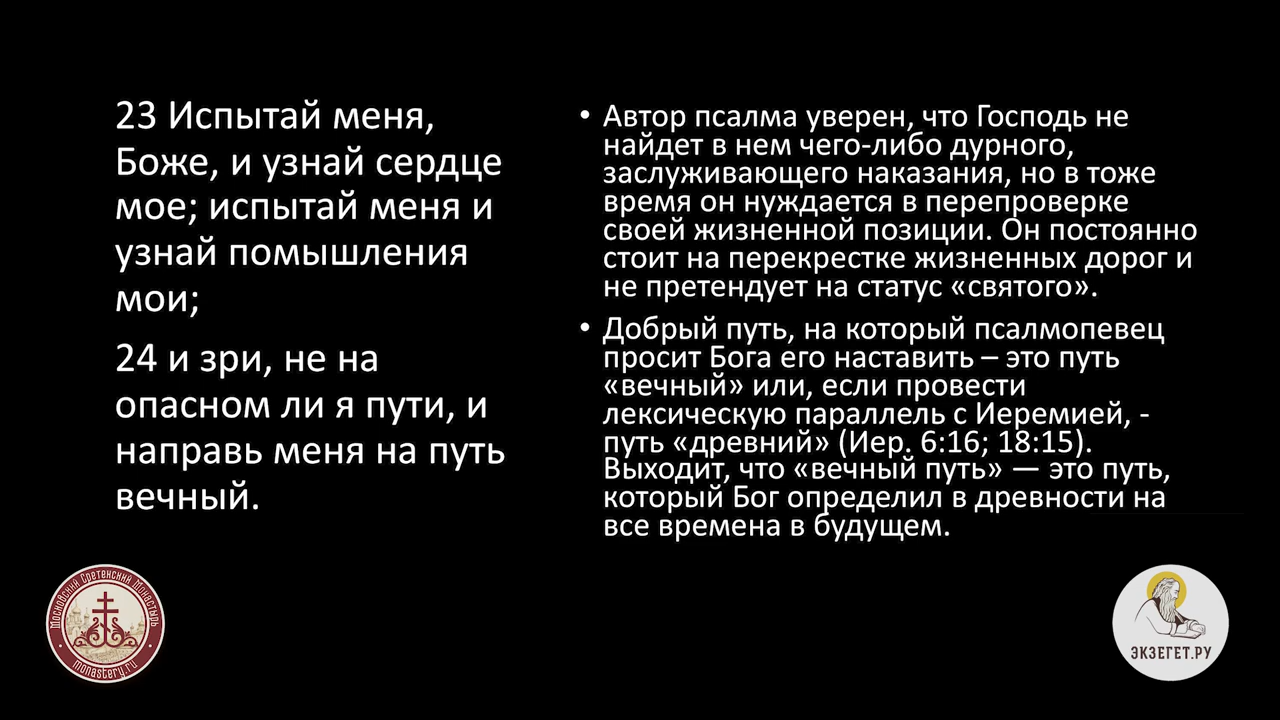 23 Испытай меня,
Боже, и узнай сердце
мое; испытай меня и
узнай помышления
мои;
24 и зри, не на
опасном ли я пути, и
направь меня на путь
вечный.
• Автор псалма уверен, что Господь не
найдет в нем чего-либо дурного,
заслуживающего наказания, но в тоже
время он нуждается в перепроверке
своей жизненной позиции. Он постоянно
стоит на перекрестке жизненных дорог и
не претендует на статус «святого».
• Добрый путь, на который псалмопевец
просит Бога его наставить – это путь
«вечный» или, если провести
лексическую параллель с Иеремией, -
путь «древний» (Иер. 6:16; 18:15).
Выходит, что «вечный путь» — это путь,
который Бог определил в древности на
все времена в будущем.
Московский Сретенский Монастырь
monastery.ru
ЭКЗЕГЕТ.РУ